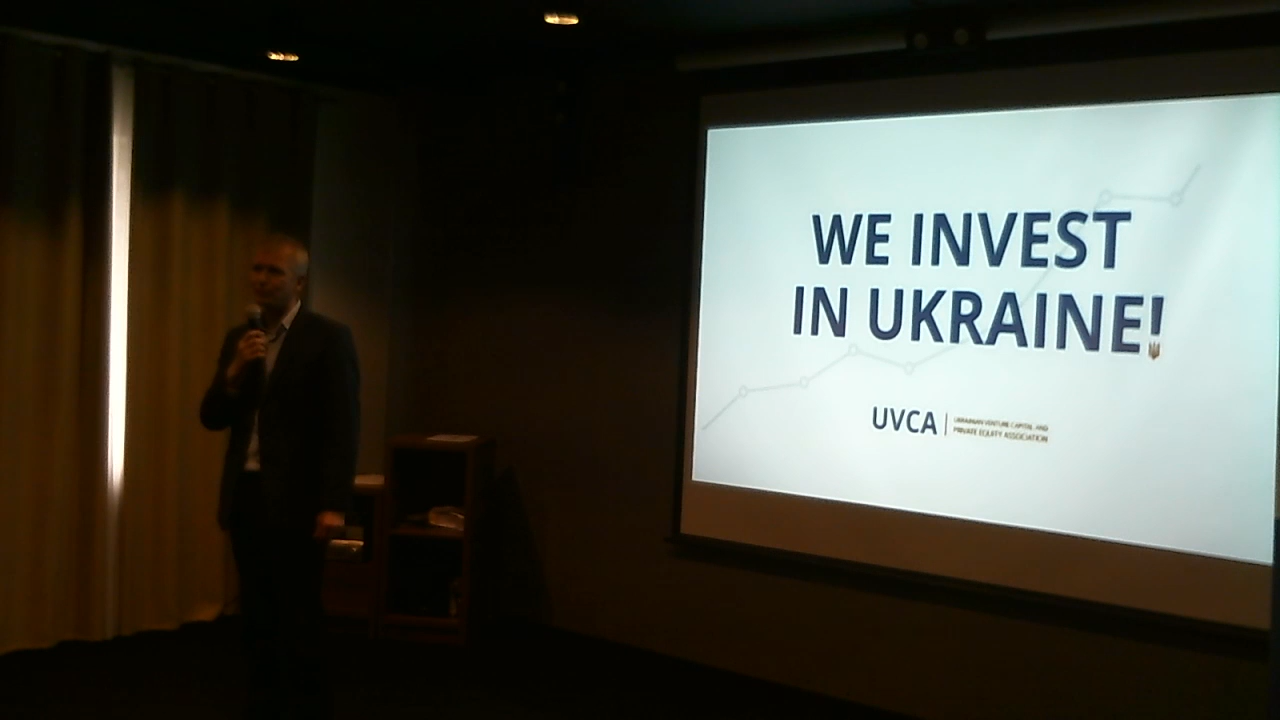 WE INVEST
IN UKRAINE!
UVCA
UKRAINIAN VENTURE CAPITAL AND
PRIVATE EQUITY ASSOCIATION